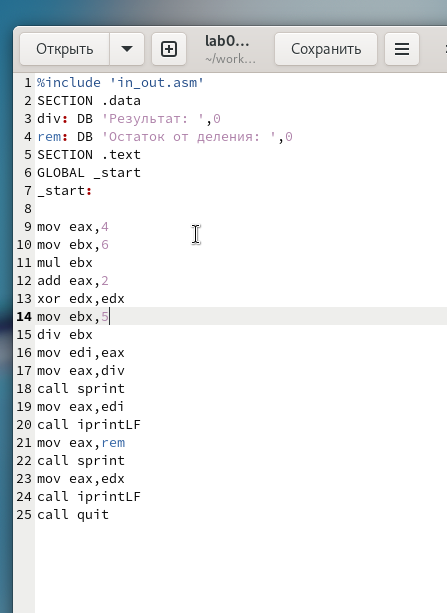 Открыть
lab0...
~/work...
Сохранить
1 %include 'in_out.asm'
2 SECTION .data
3 div: DB 'Результат: ',0
4 rem: DB 'Остаток от деления: ',0
5 SECTION .text
6 GLOBAL _start
7 _start:
8
9 mov eax,4
10 mov ebx,6
11 mul ebx
12 add eax,2
13 xor edx,edx
14 mov ebx,5
15 div ebx
16 mov edi,eax
17 mov eax,div
18 call sprint
19 mov eax,edi
20 call iprintLF
21 mov eax,rem
22 call sprint
23 mov eax,edx
24 call iprintLF
25 call quit